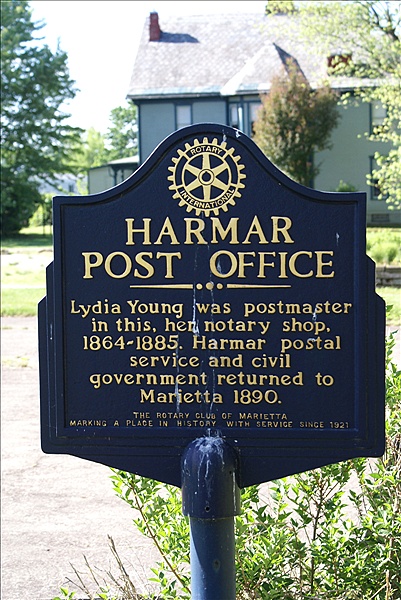 ROTARY
INTERNATIONAL
HARMAR
POST OFFICE
Lydia Young was postmaster
in this, her notary shop,
1864-1885. Harmar postal
service and civil
government returned to
Marietta 1890.
THE ROTARY CLUB OF MARIETTA
MARKING A PLACE IN HISTORY WITH SERVICE SINCE 1921